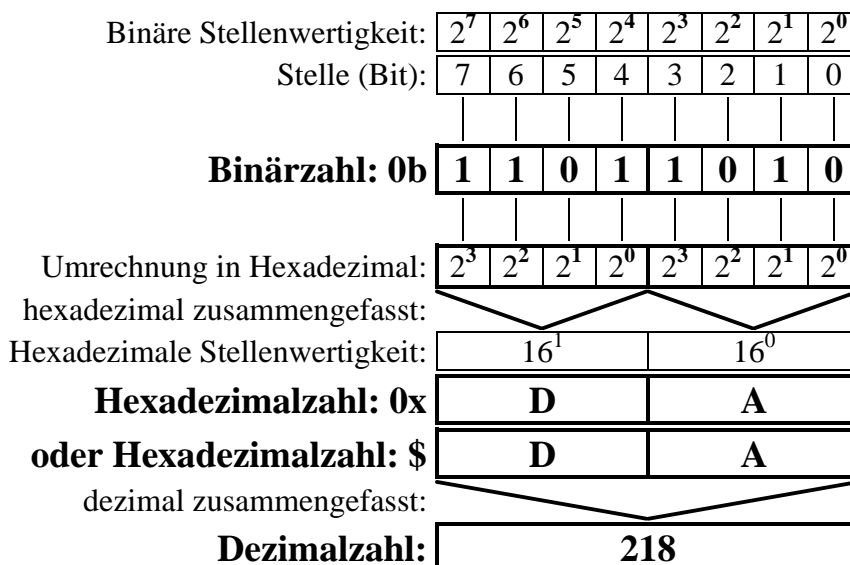 Binäre Stellenwertigkeit: 2⁷ 2⁶ 2⁵ 2⁴ 2³ 2² 2¹ 2⁰
Stelle (Bit): 7 6 5 4 3 2 1 0
Binärzahl: 0b 1 1 0 1 1 0 1 0
Umrechnung in Hexadezimal: 2³ 2² 2¹ 2⁰ 2³ 2² 2¹ 2⁰
hexadezimal zusammengefasst:
Hexadezimale Stellenwertigkeit: 16¹ 16⁰
Hexadezimalzahl: 0x D A
oder Hexadezimalzahl: $ D A
dezimal zusammengefasst:
Dezimalzahl: 218